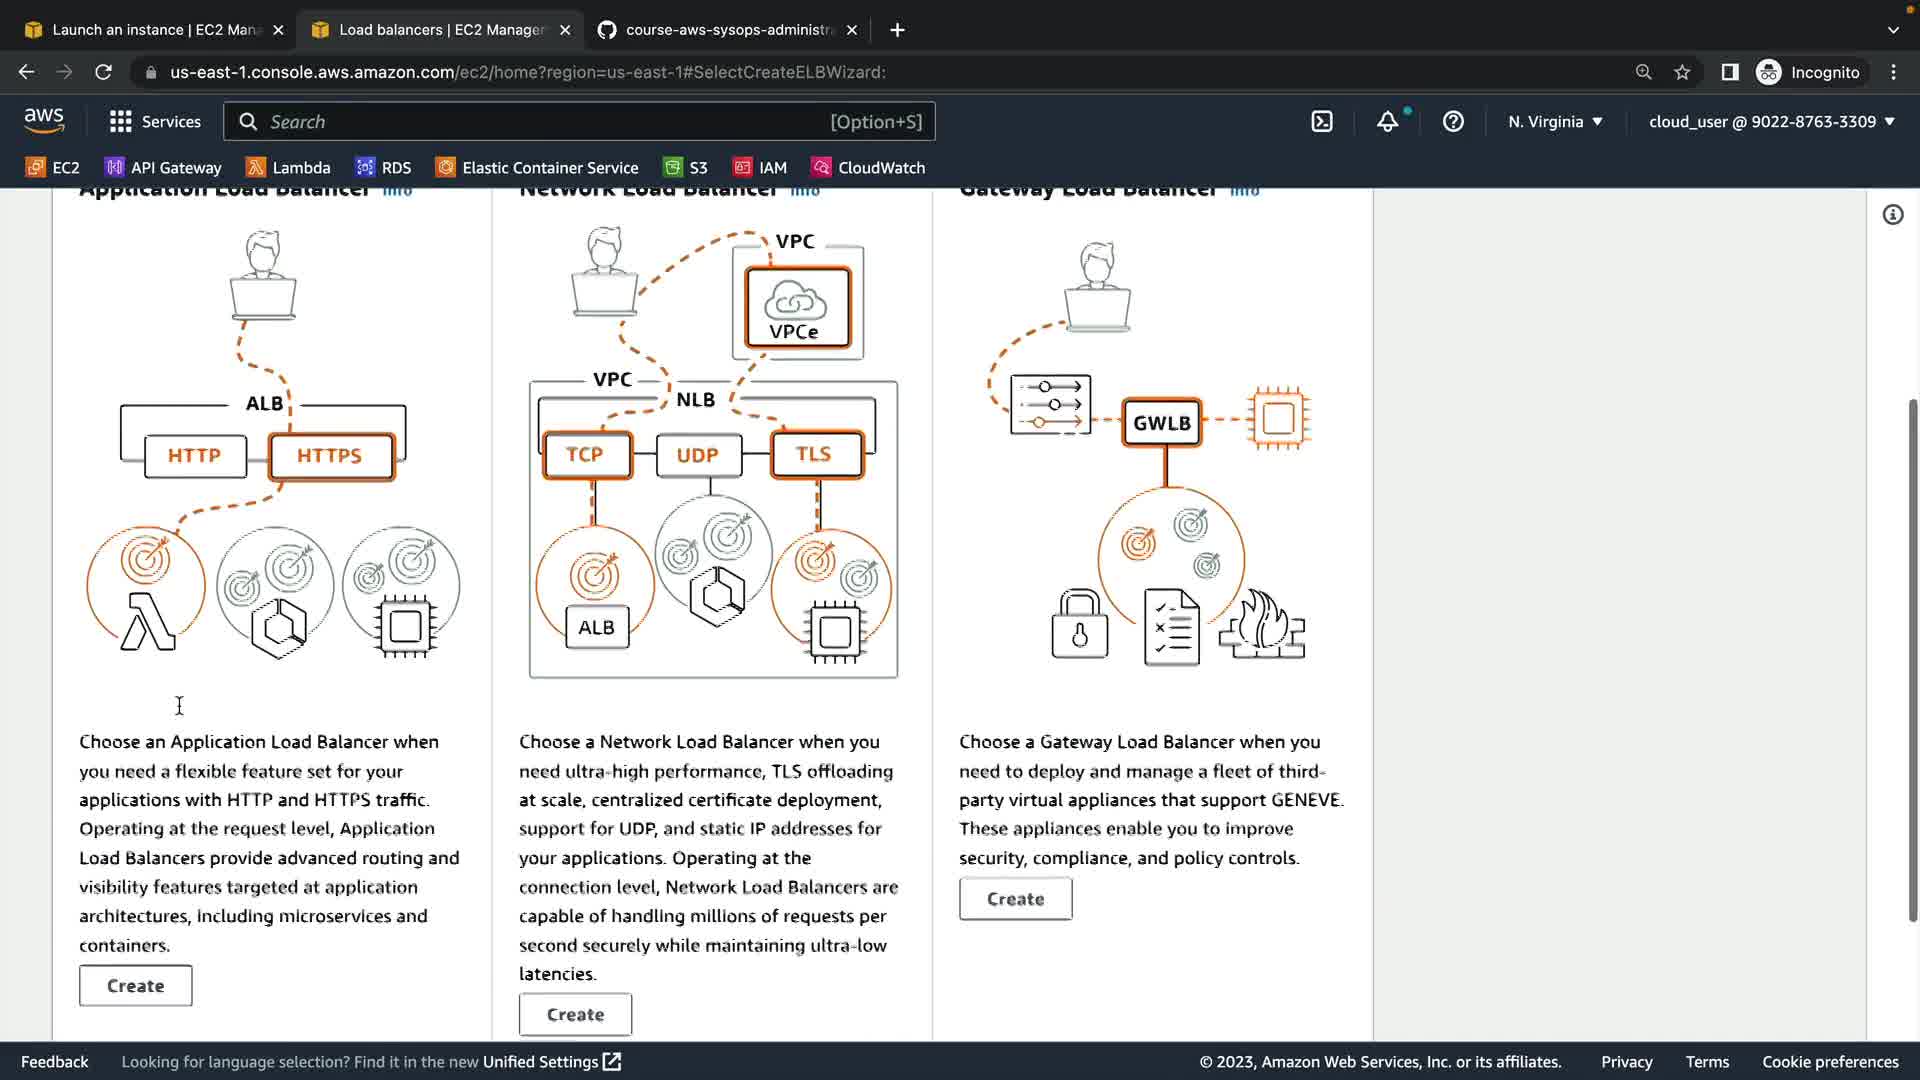 Launch an instance | EC2 Mana
Load balancers | EC2 Manager
course-aws-sysops-administra
us-east-1.console.aws.amazon.com/ec2/home?region=us-east-1#SelectCreateELBWizard:
Incognito
aws
Services
Search
[Option+S]
N. Virginia
cloud_user @ 9022-8763-3309
EC2
API Gateway
Lambda
RDS
Elastic Container Service
S3
IAM
CloudWatch
Application Load Balancer Info
Network Load Balancer Info
Gateway Load Balancer Info
ALB
HTTP
HTTPS
VPC
VPCe
VPC
NLB
TCP
UDP
TLS
ALB
GWLB
Choose an Application Load Balancer when
you need a flexible feature set for your
applications with HTTP and HTTPS traffic.
Operating at the request level, Application
Load Balancers provide advanced routing and
visibility features targeted at application
architectures, including microservices and
containers.
Create
Choose a Network Load Balancer when you
need ultra-high performance, TLS offloading
at scale, centralized certificate deployment,
support for UDP, and static IP addresses for
your applications. Operating at the
connection level, Network Load Balancers are
capable of handling millions of requests per
second securely while maintaining ultra-low
latencies.
Create
Choose a Gateway Load Balancer when you
need to deploy and manage a fleet of third-
party virtual appliances that support GENEVE.
These appliances enable you to improve
security, compliance, and policy controls.
Create
Feedback
Looking for language selection? Find it in the new Unified Settings
© 2023, Amazon Web Services, Inc. or its affiliates.
Privacy
Terms
Cookie preferences